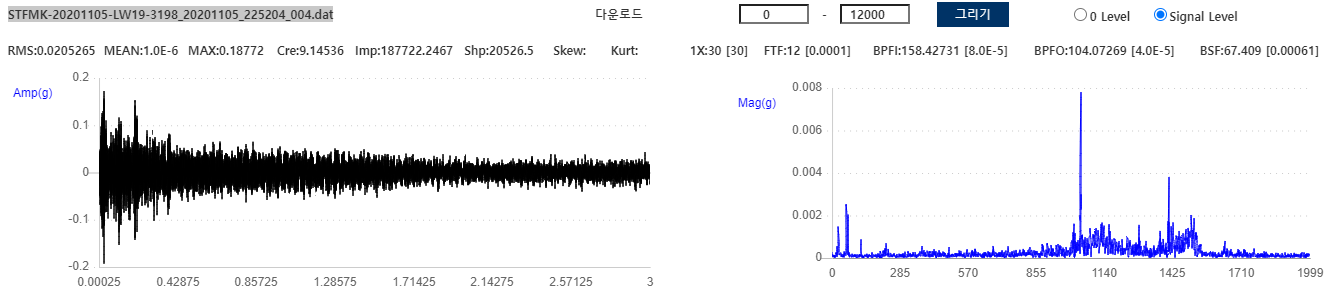 STFMK-20201105-LW19-3198_20201105_225204_004.dat 다운로드
RMS:0.0205265 MEAN:1.0E-6 MAX:0.18772 Cre:9.14536 Imp:187722.2467 Shp:20526.5 Skew: Kurt:
Amp(g)
0.2
0.1
0
-0.1
-0.2
0.00025 0.42875 0.85725 1.28575 1.71425 2.14275 2.57125 3
0 - 12000 그리기 0 Level Signal Level
1X:30 [30] FTF:12 [0.0001] BPFI:158.42731 [8.0E-5] BPFO:104.07269 [4.0E-5] BSF:67.409 [0.00061]
Mag(g)
0.008
0.006
0.004
0.002
0
0 285 570 855 1140 1425 1710 1999